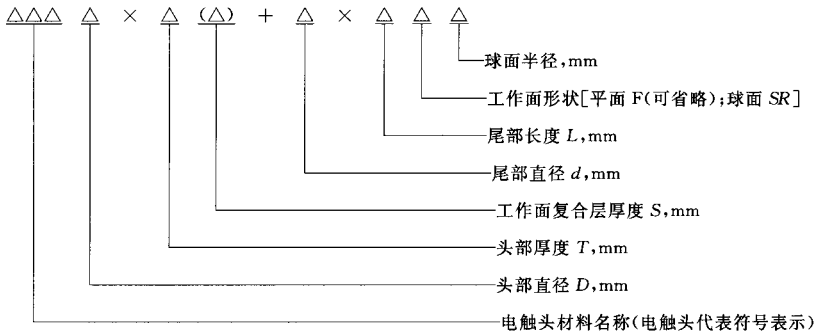 △△△ △ × △ (△) + △ × △ △ △
球面半径,mm
工作面形状[平面 F(可省略);球面 SR]
尾部长度 L,mm
尾部直径 d,mm
工作面复合层厚度 S,mm
头部厚度 T,mm
头部直径 D,mm
电触头材料名称(电触头代表符号表示)